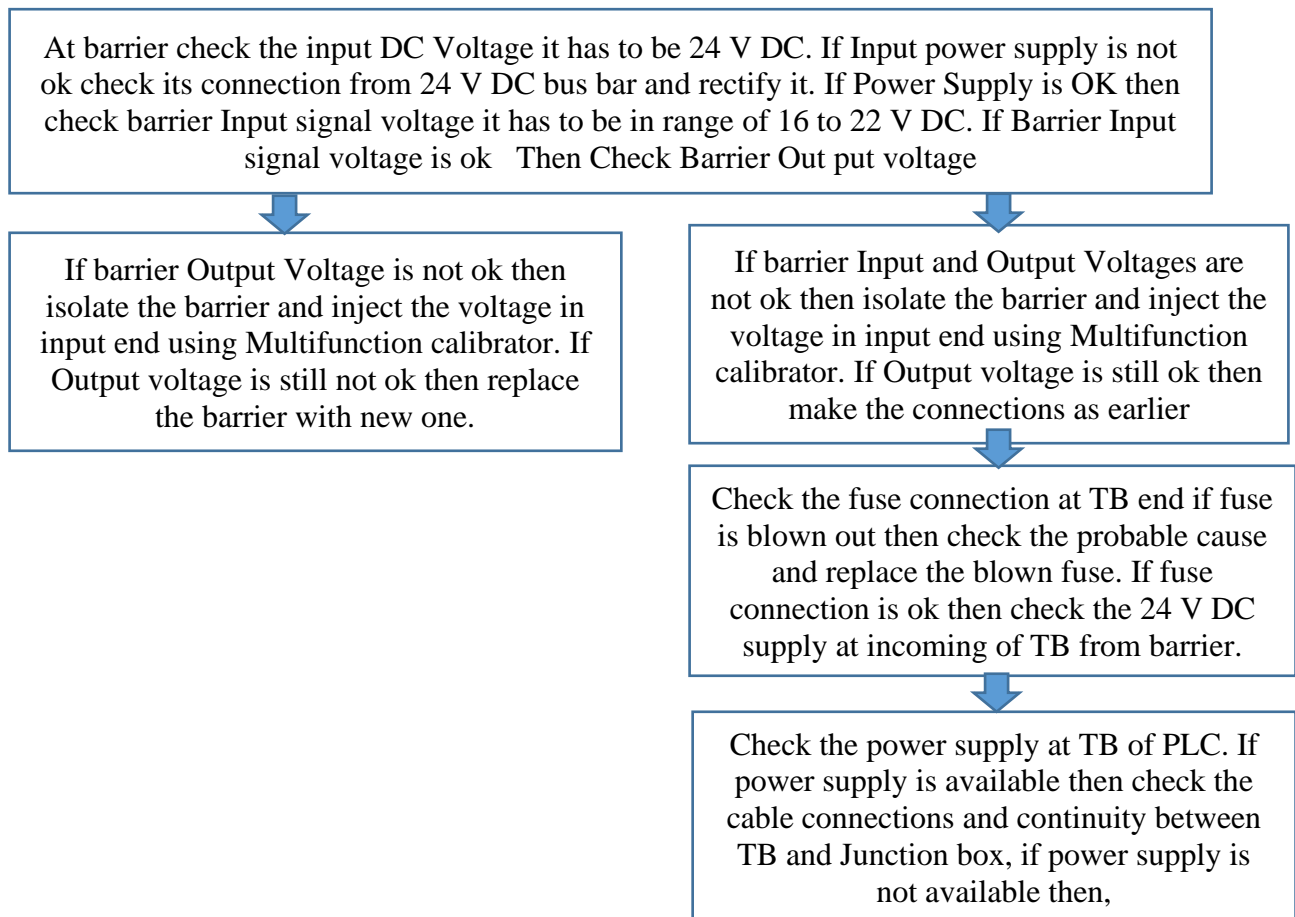 At barrier check the input DC Voltage it has to be 24 V DC. If Input power supply is not
ok check its connection from 24 V DC bus bar and rectify it. If Power Supply is OK then
check barrier Input signal voltage it has to be in range of 16 to 22 V DC. If Barrier Input
signal voltage is ok   Then Check Barrier Out put voltage
If barrier Output Voltage is not ok then
isolate the barrier and inject the voltage in
input end using Multifunction calibrator. If
Output voltage is still not ok then replace
the barrier with new one.
If barrier Input and Output Voltages are
not ok then isolate the barrier and inject the
voltage in input end using Multifunction
calibrator. If Output voltage is still ok then
make the connections as earlier
Check the fuse connection at TB end if fuse
is blown out then check the probable cause
and replace the blown fuse. If fuse
connection is ok then check the 24 V DC
supply at incoming of TB from barrier.
Check the power supply at TB of PLC. If
power supply is available then check the
cable connections and continuity between
TB and Junction box, if power supply is
not available then,